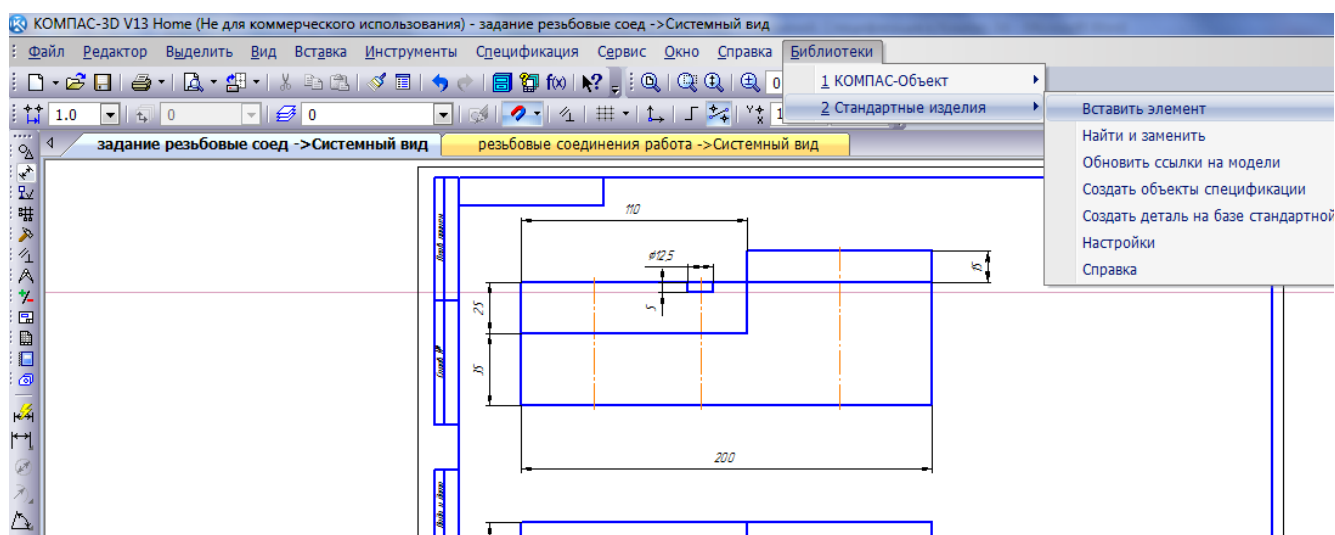 КОМПАС-3D V13 Home (Не для коммерческого использования) - задание резьбовые соед ->Системный вид
Файл Редактор Выделить Вид Вставка Инструменты Спецификация Сервис Окно Справка Библиотеки
f(x)
1 КОМПАС-Объект
2 Стандартные изделия
1.0 0 0
Вставить элемент
Найти и заменить
Обновить ссылки на модели
Создать объекты спецификации
Создать деталь на базе стандартной
Настройки
Справка
задание резьбовые соед ->Системный вид резьбовые соединения работа ->Системный вид
110
⌀12,5
15
25
5
35
200